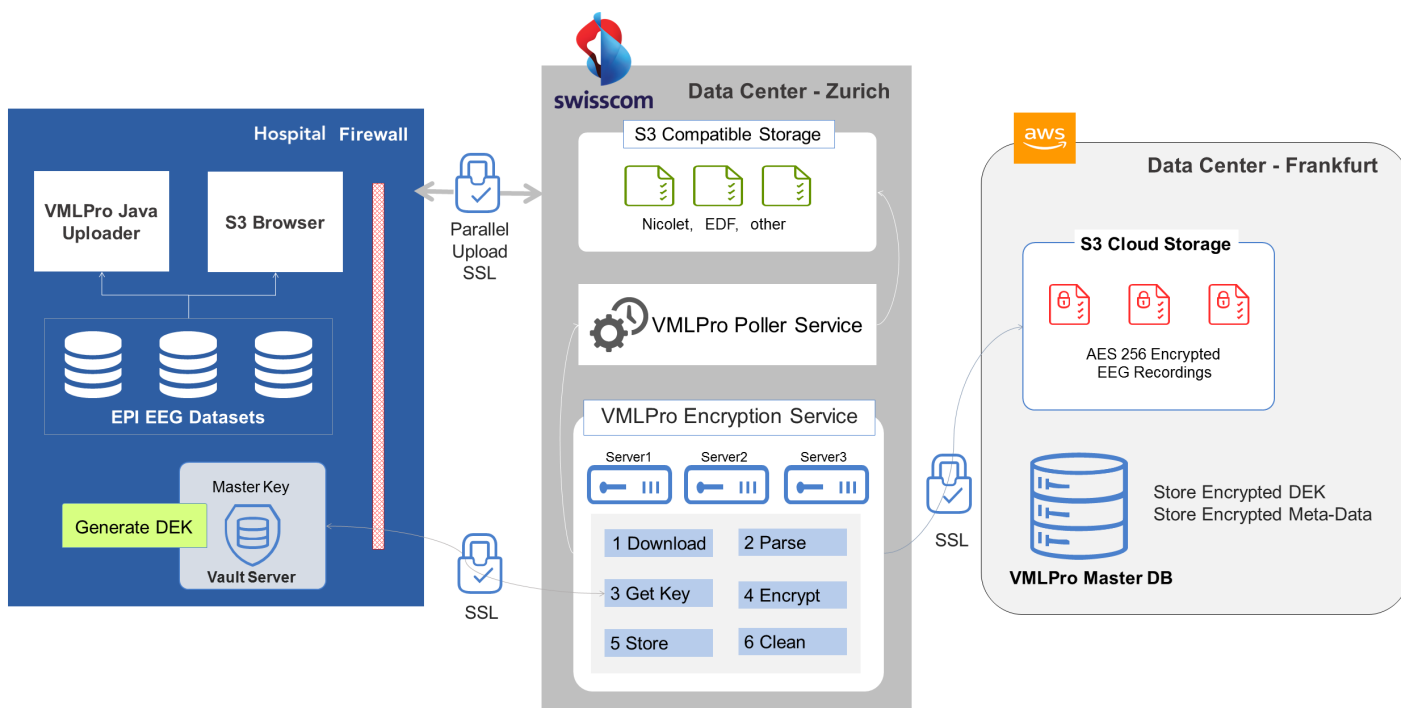 Hospital Firewall
VMLPro Java
Uploader
S3 Browser
EPI EEG Datasets
Master Key
Generate DEK
Vault Server
Parallel
Upload
SSL
SSL
swisscom
Data Center - Zurich
S3 Compatible Storage
Nicolet, EDF, other
VMLPro Poller Service
VMLPro Encryption Service
Server1 Server2 Server3
1 Download 2 Parse
3 Get Key 4 Encrypt
5 Store 6 Clean
SSL
aws
Data Center - Frankfurt
S3 Cloud Storage
AES 256 Encrypted
EEG Recordings
Store Encrypted DEK
Store Encrypted Meta-Data
VMLPro Master DB